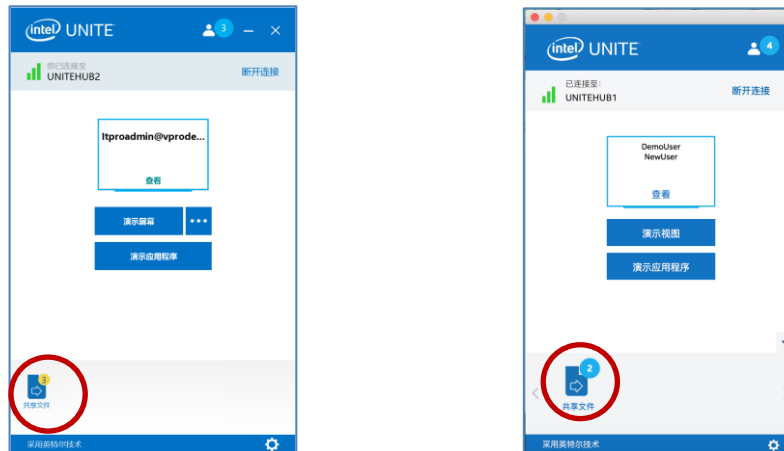 intel UNITE 3
您已连接至
UNITEHUB2
断开连接
ltproadmin@vprode...
查看
演示屏幕 •••
演示应用程序
3
共享文件
采用英特尔技术
intel UNITE 4
已连接至:
UNITEHUB1
断开连接
DemoUser
NewUser
查看
演示视图
演示应用程序
2
共享文件
采用英特尔技术